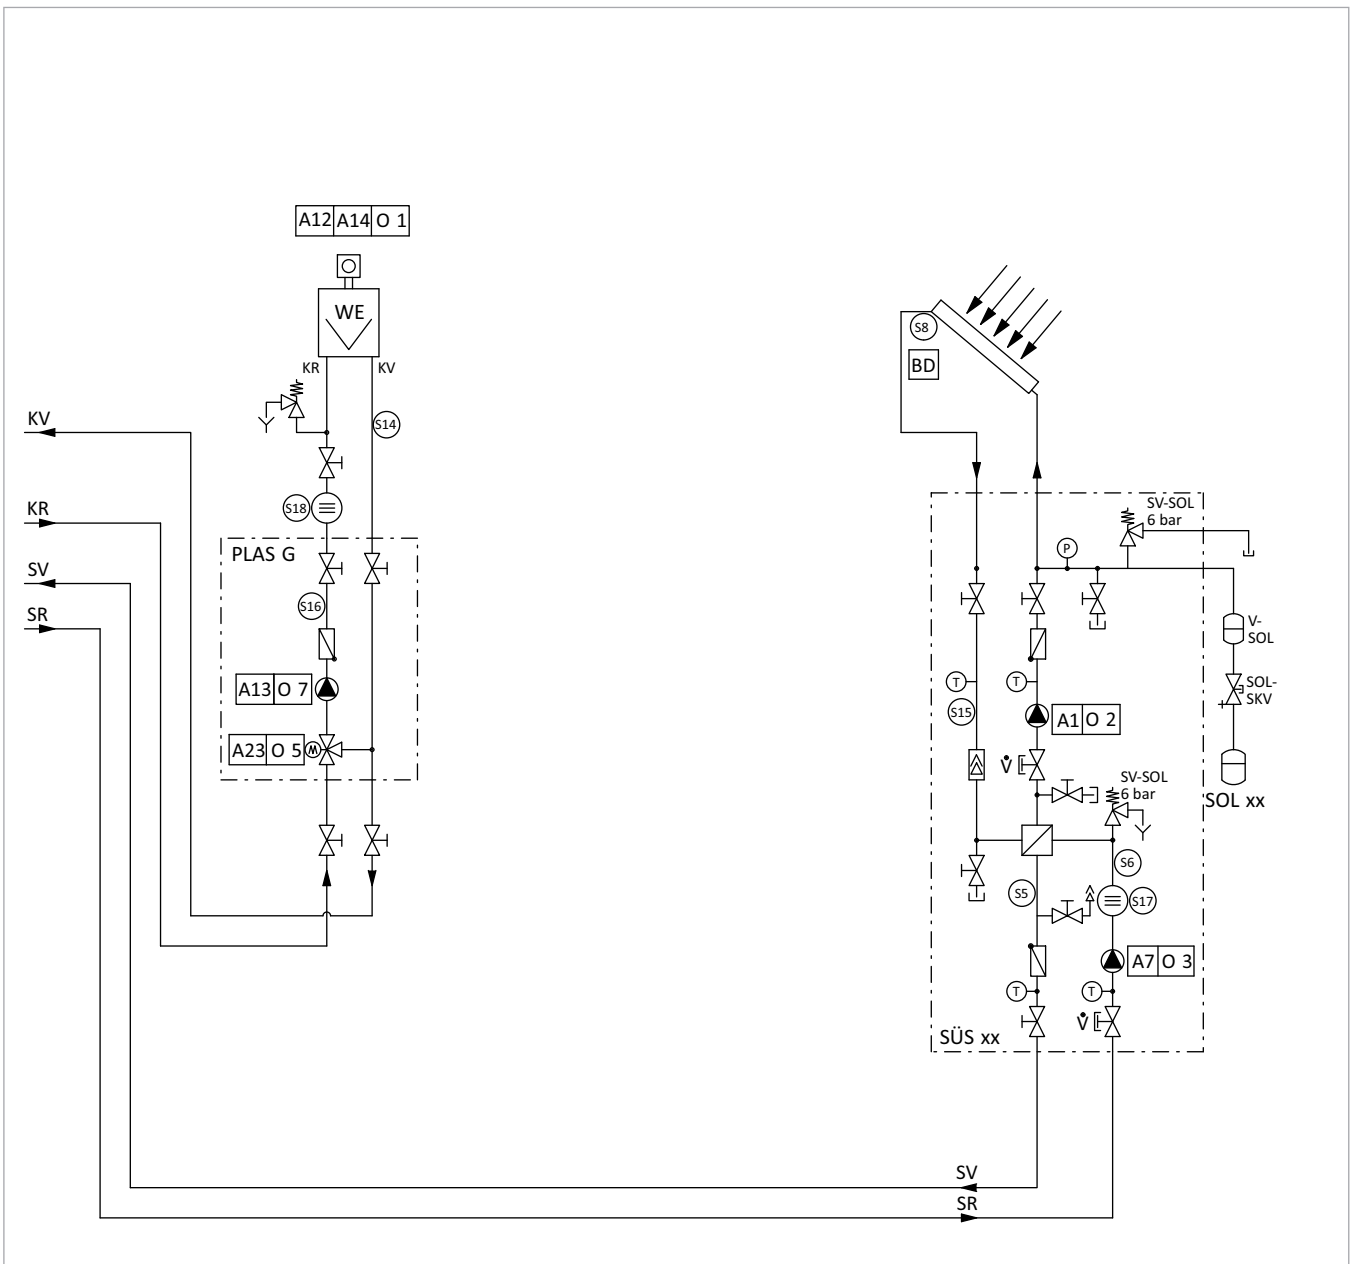 A12 A14 O 1
WE
KR KV
S8
BD
KV
S14
KR
S18
SV-SOL
6 bar
PLAS G
P
SV
S16
SR
V-
SOL
T T
A13 O 7
SOL-
SKV
S15
A1 O 2
A23 O 5 M
V̇
SV-SOL
6 bar
SOL xx
S6
S5
S17
A7 O 3
T T
V̇
SÜS xx
SV
SR